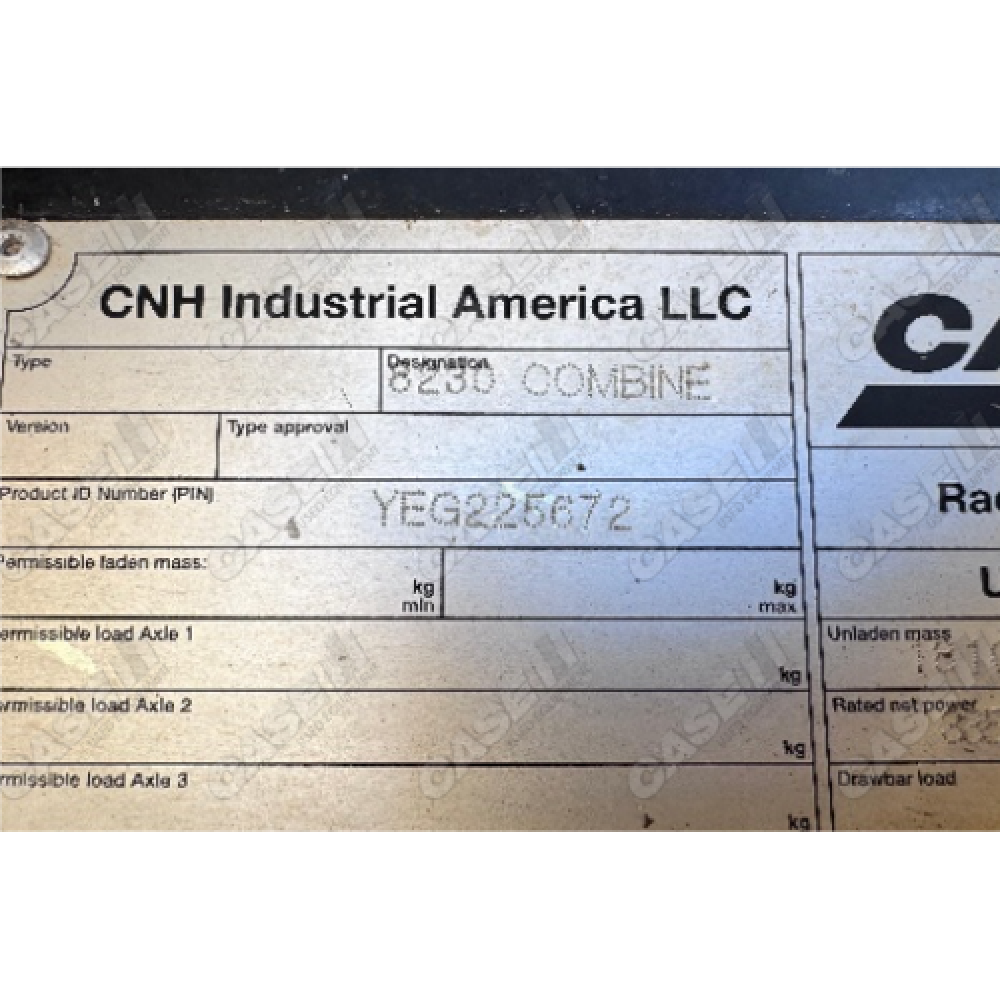 CNH Industrial America LLC
CA
Type
Designation
8230 COMBINE
Version
Type approval
Product ID Number (PIN)
YEG225672
Rac
Permissible laden mass:
kg
min
kg
max
U
ermissible load Axle 1
kg
Unladen mass
rmissible load Axle 2
kg
Rated net power
rmissible load Axle 3
kg
Drawbar load